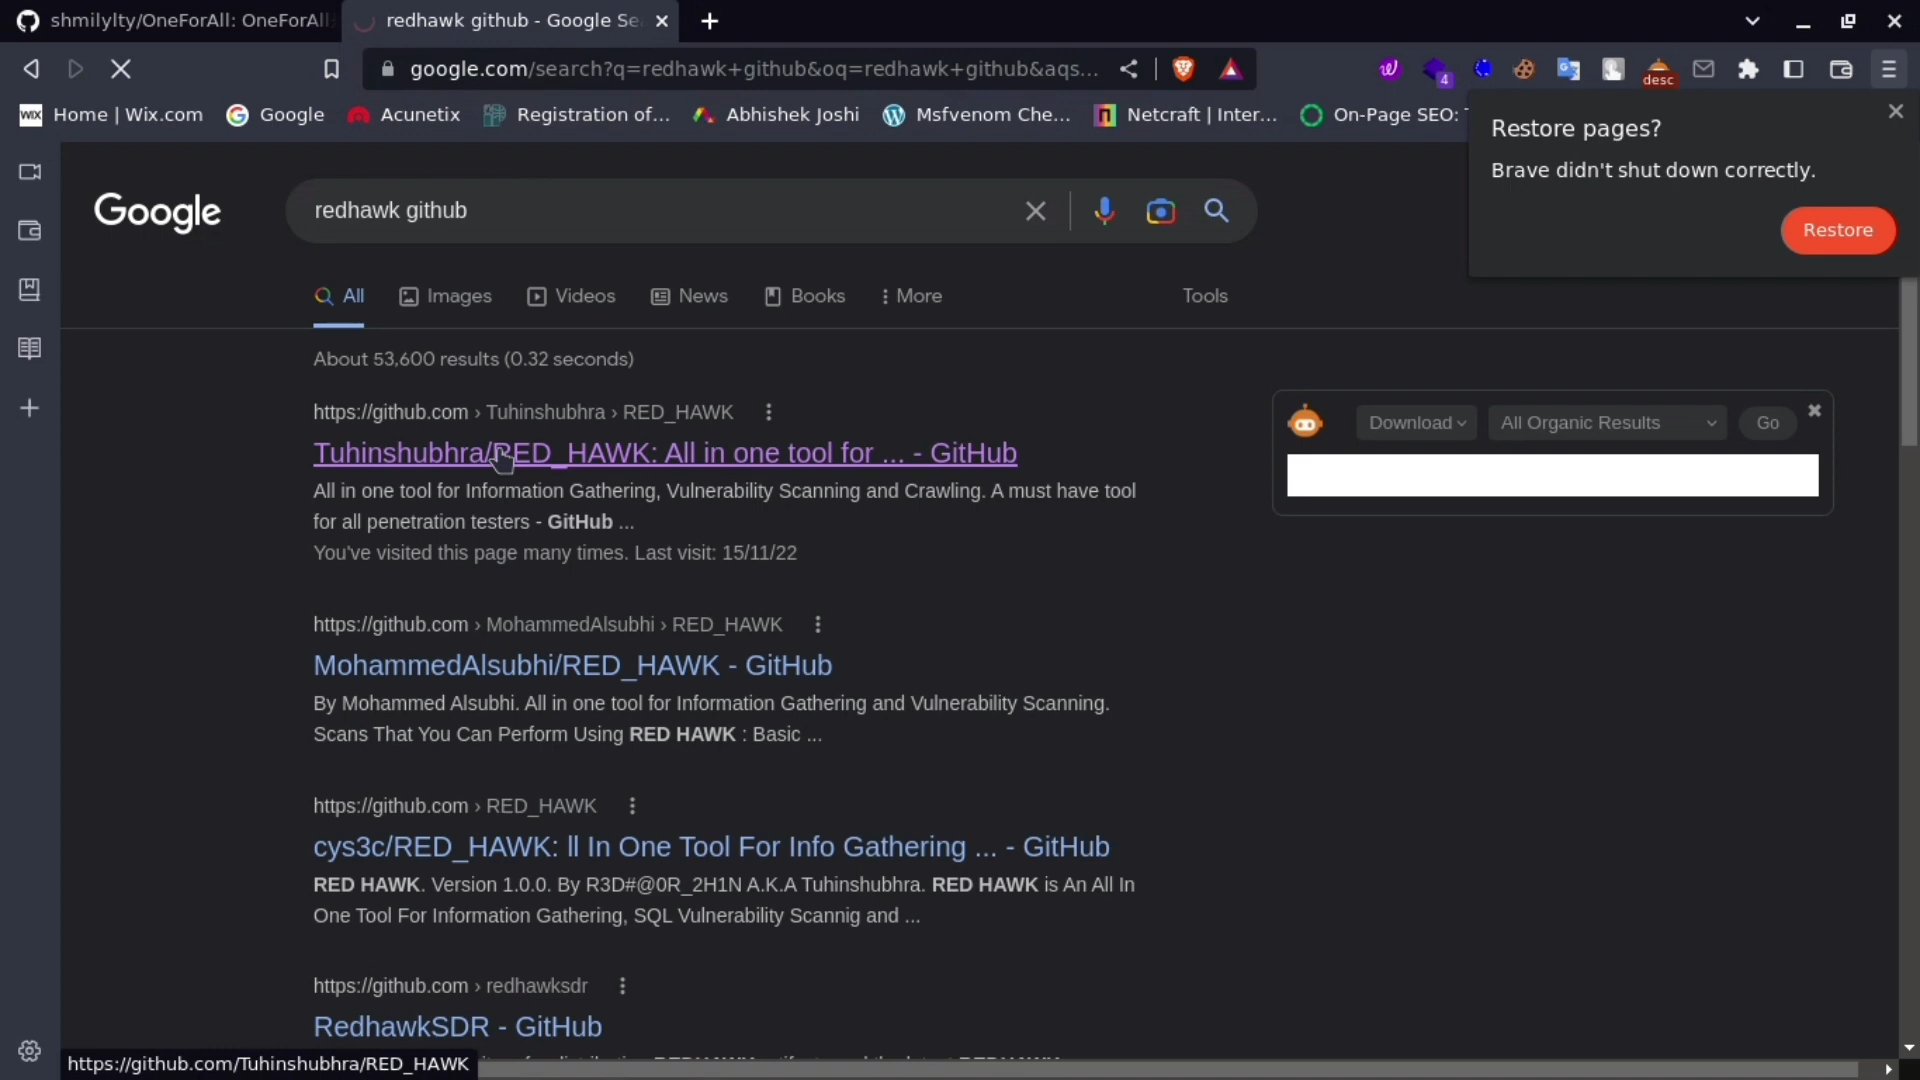 shmilylty/OneForAll: OneForAll
redhawk github - Google Se
google.com/search?q=redhawk+github&oq=redhawk+github&aqs...
4
desc
WIX Home | Wix.com
Google
Acunetix
Registration of...
Abhishek Joshi
Msfvenom Che...
Netcraft | Inter...
On-Page SEO:
Restore pages?
Brave didn't shut down correctly.
Restore
Google
redhawk github
All
Images
Videos
News
Books
More
Tools
About 53,600 results (0.32 seconds)
https://github.com › Tuhinshubhra › RED_HAWK
Tuhinshubhra/RED_HAWK: All in one tool for ... - GitHub
All in one tool for Information Gathering, Vulnerability Scanning and Crawling. A must have tool
for all penetration testers - GitHub ...
You've visited this page many times. Last visit: 15/11/22
Download
All Organic Results
Go
https://github.com › MohammedAlsubhi › RED_HAWK
MohammedAlsubhi/RED_HAWK - GitHub
By Mohammed Alsubhi. All in one tool for Information Gathering and Vulnerability Scanning.
Scans That You Can Perform Using RED HAWK : Basic ...
https://github.com › RED_HAWK
cys3c/RED_HAWK: ll In One Tool For Info Gathering ... - GitHub
RED HAWK. Version 1.0.0. By R3D#@0R_2H1N A.K.A Tuhinshubhra. RED HAWK is An All In
One Tool For Information Gathering, SQL Vulnerability Scannig and ...
https://github.com › redhawksdr
RedhawkSDR - GitHub
https://github.com/Tuhinshubhra/RED_HAWK